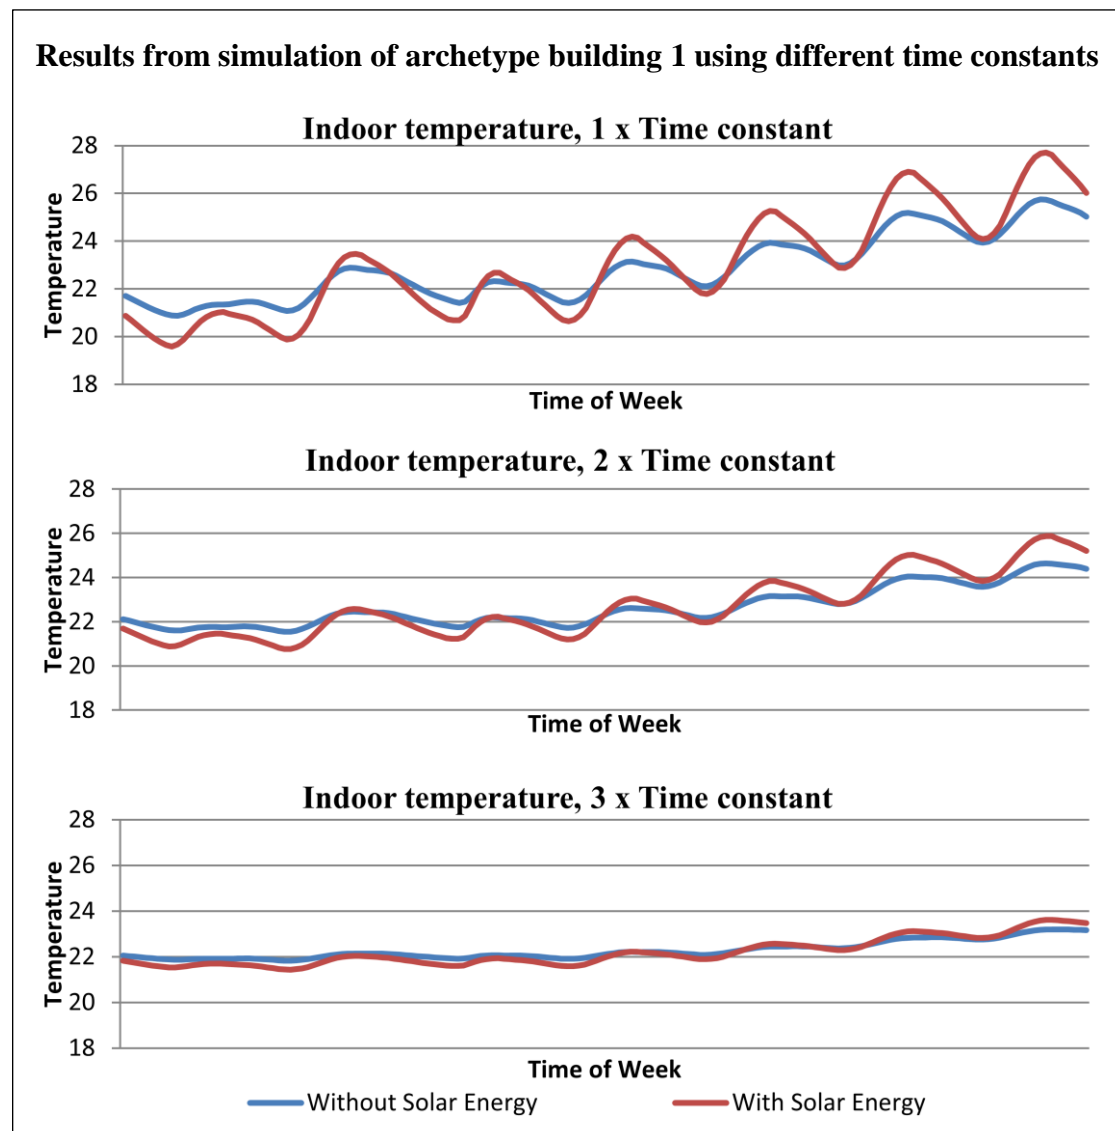 Results from simulation of archetype building 1 using different time constants
Indoor temperature, 1 x Time constant
28
26
24
22
20
18
Temperature
Time of Week
Indoor temperature, 2 x Time constant
28
26
24
22
20
18
Temperature
Time of Week
Indoor temperature, 3 x Time constant
28
26
24
22
20
18
Temperature
Time of Week
Without Solar Energy
With Solar Energy